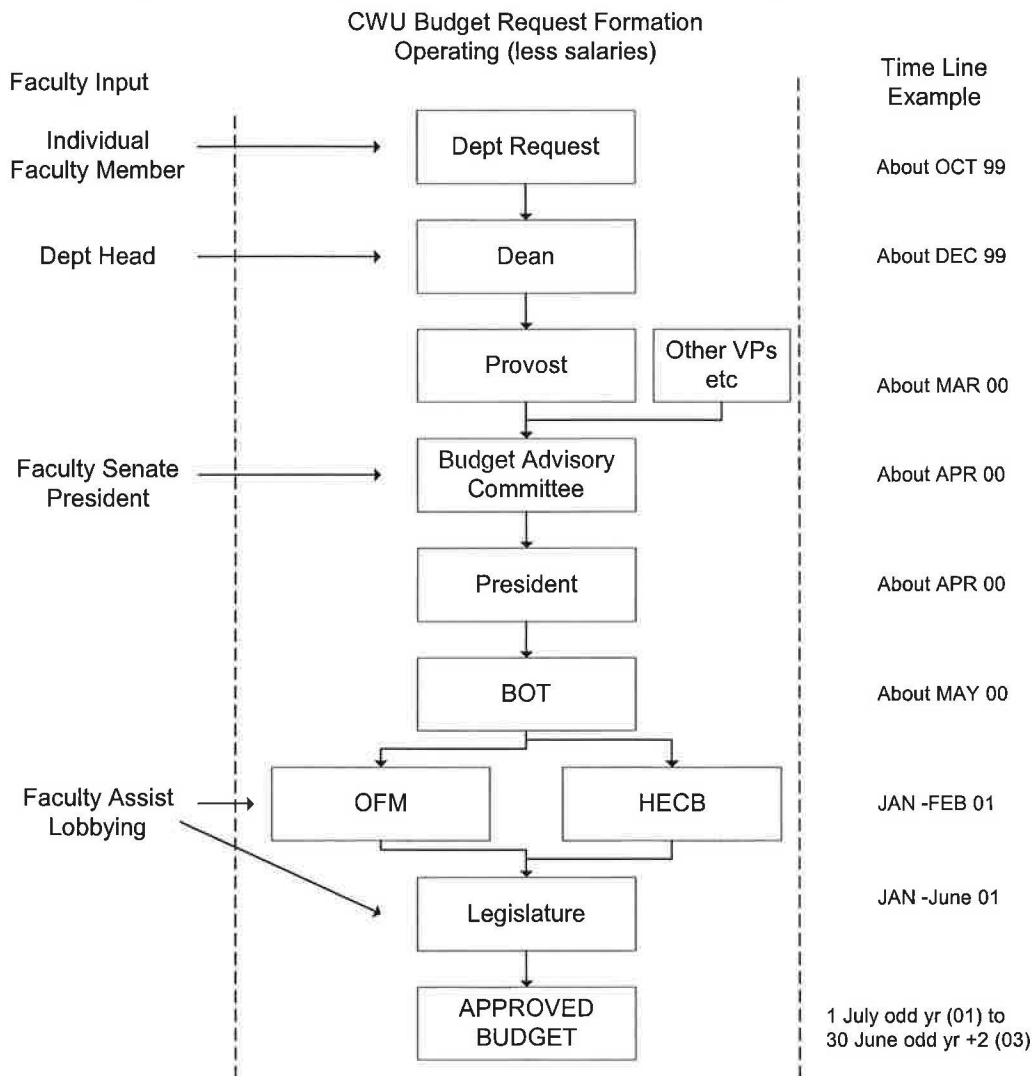 CWU Budget Request Formation
Operating (less salaries)
Faculty Input
Time Line
Example
Individual
Faculty Member
Dept Request
About OCT 99
Dept Head
Dean
About DEC 99
Provost
Other VPs
etc
About MAR 00
Faculty Senate
President
Budget Advisory
Committee
About APR 00
President
About APR 00
BOT
About MAY 00
Faculty Assist
Lobbying
OFM
HECB
JAN -FEB 01
Legislature
JAN -June 01
APPROVED
BUDGET
1 July odd yr (01) to
30 June odd yr +2 (03)